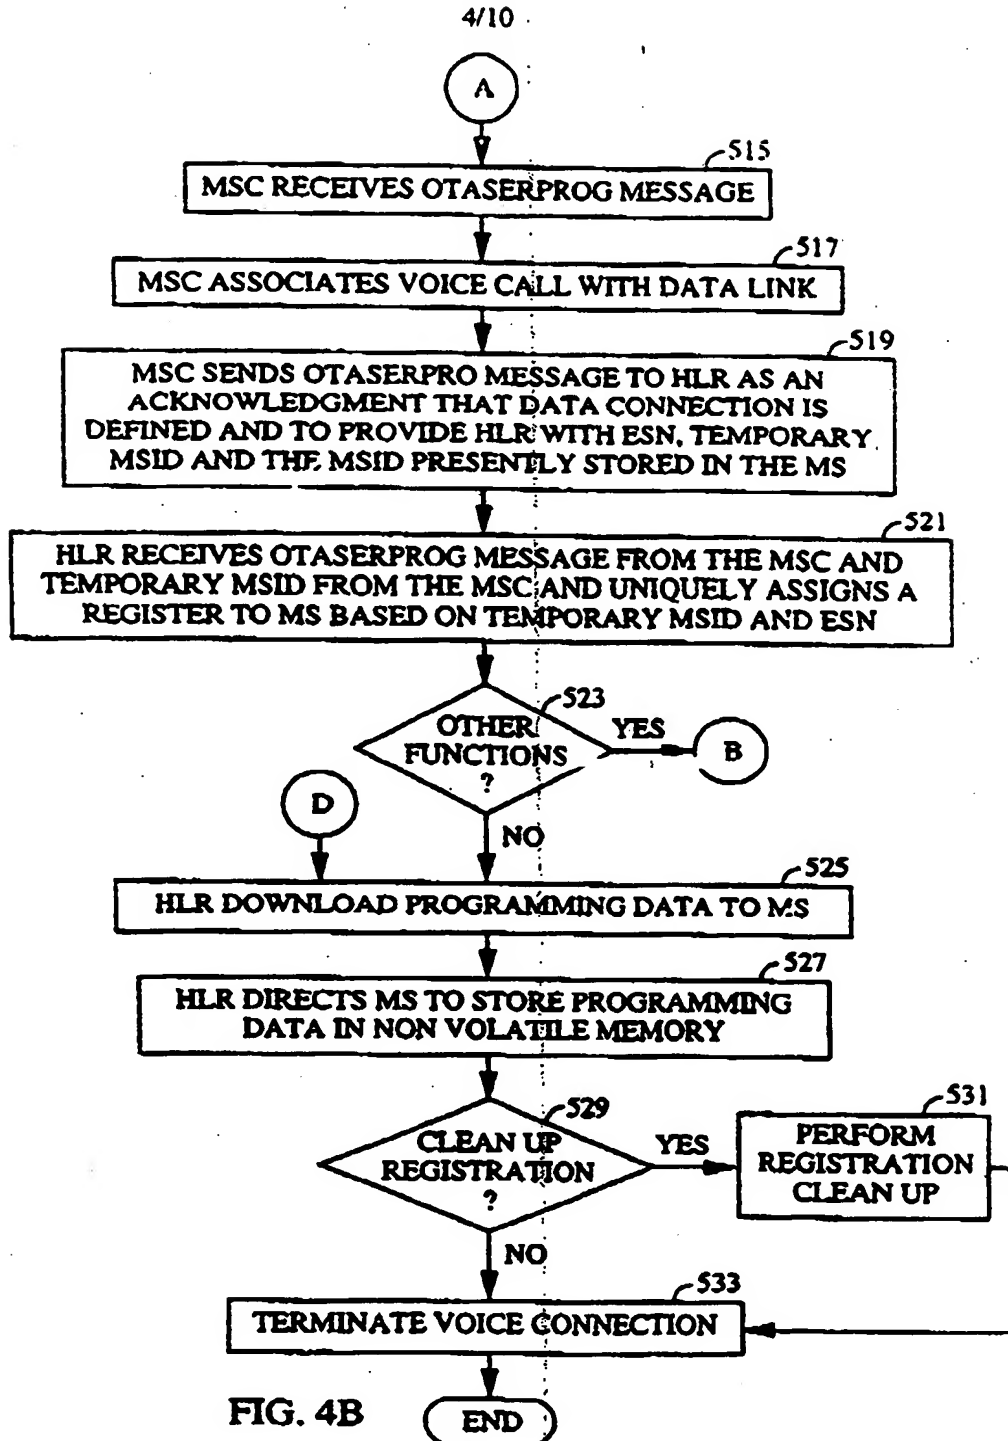 4/10
A
515
MSC RECEIVES OTASERPROG MESSAGE
517
MSC ASSOCIATES VOICE CALL WITH DATA LINK
519
MSC SENDS OTASERPRO MESSAGE TO HLR AS AN
ACKNOWLEDGMENT THAT DATA CONNECTION IS
DEFINED AND TO PROVIDE HLR WITH ESN, TEMPORARY
MSID AND THE MSID PRESENTLY STORED IN THE MS
521
HLR RECEIVES OTASERPROG MESSAGE FROM THE MSC AND
TEMPORARY MSID FROM THE MSC AND UNIQUELY ASSIGNS A
REGISTER TO MS BASED ON TEMPORARY MSID AND ESN
523
OTHER
FUNCTIONS
?
YES
B
D
NO
525
HLR DOWNLOAD PROGRAMMING DATA TO MS
527
HLR DIRECTS MS TO STORE PROGRAMMING
DATA IN NON VOLATILE MEMORY
529
CLEAN UP
REGISTRATION
?
YES
531
PERFORM
REGISTRATION
CLEAN UP
NO
533
TERMINATE VOICE CONNECTION
FIG. 4B
END